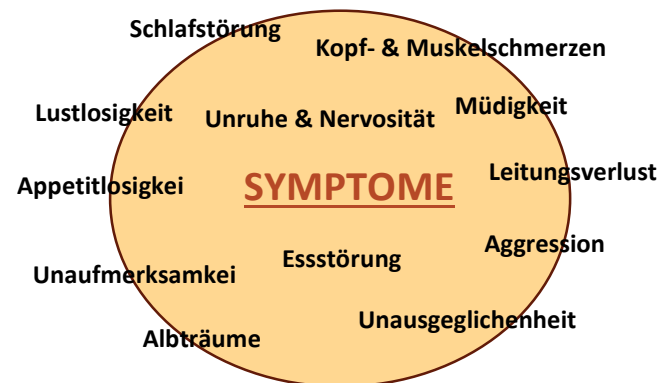 Schlafstörung
Kopf- & Muskelschmerzen
Lustlosigkeit
Unruhe & Nervosität
Müdigkeit
Appetitlosigkei
SYMPTOME
Leitungsverlust
Unaufmerksamkei
Essstörung
Aggression
Albträume
Unausgeglichenheit